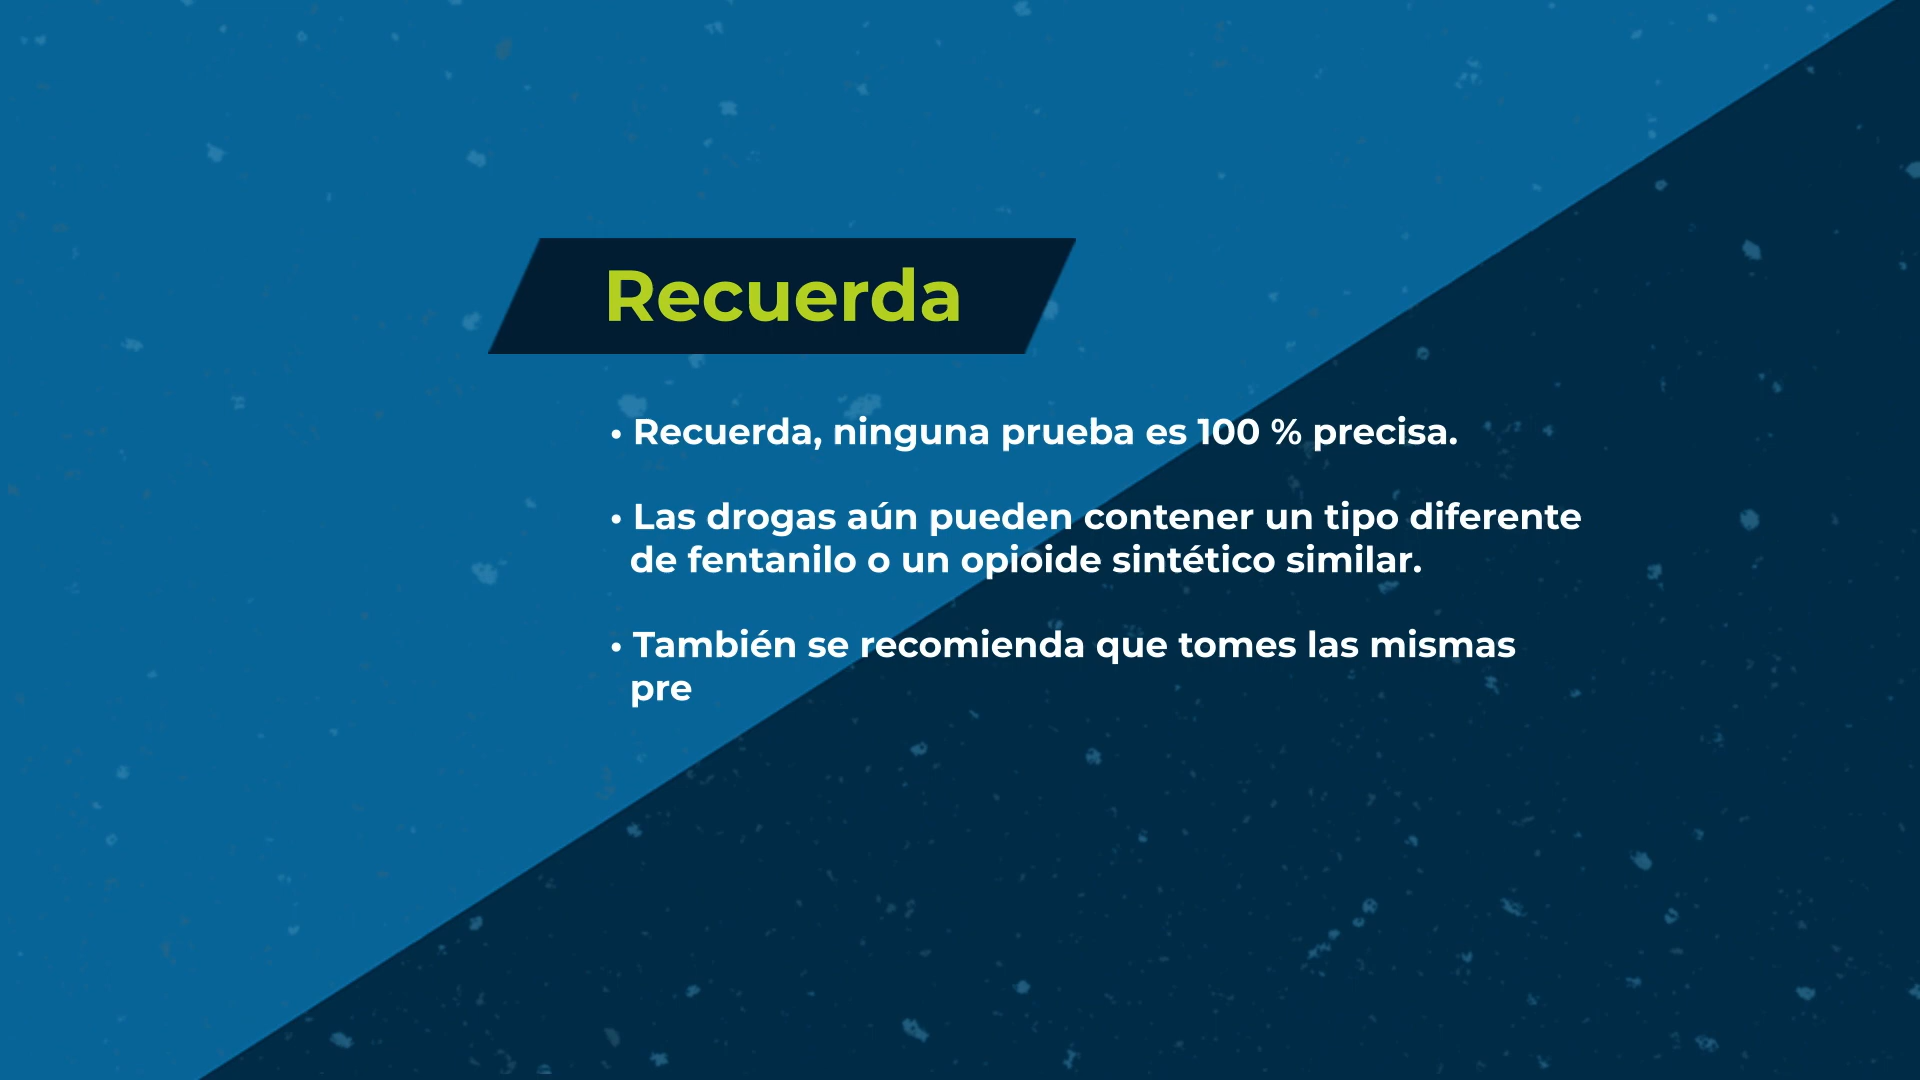 Recuerda
• Recuerda, ninguna prueba es 100 % precisa.
• Las drogas aún pueden contener un tipo diferente
de fentanilo o un opioide sintético similar.
• También se recomienda que tomes las mismas
pre